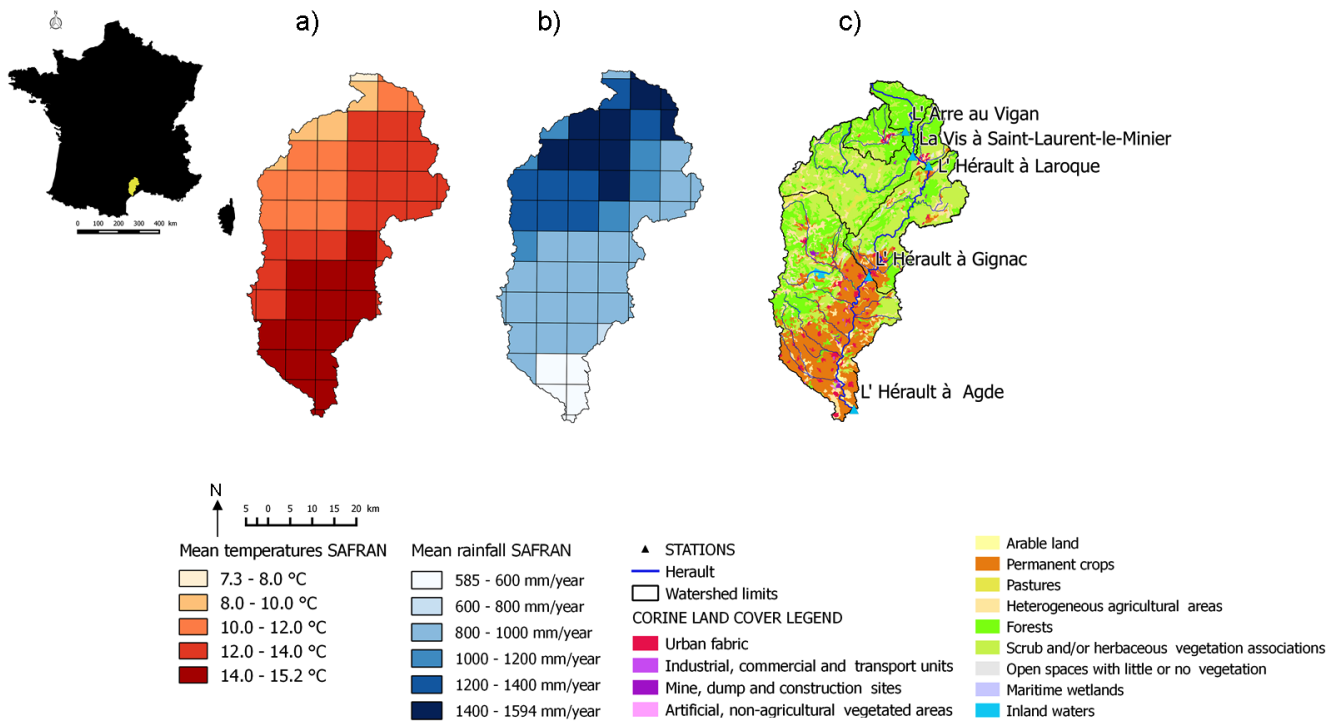 a)
b)
c)
N
0 100 200 300 400 km
L' Arre au Vigan
La Vis à Saint-Laurent-le-Minier
L' Hérault à Laroque
L' Hérault à Gignac
L' Hérault à Agde
N
5 0 5 10 15 20 km
Mean temperatures SAFRAN
7.3 - 8.0 °C
8.0 - 10.0 °C
10.0 - 12.0 °C
12.0 - 14.0 °C
14.0 - 15.2 °C
Mean rainfall SAFRAN
585 - 600 mm/year
600 - 800 mm/year
800 - 1000 mm/year
1000 - 1200 mm/year
1200 - 1400 mm/year
1400 - 1594 mm/year
STATIONS
Herault
Watershed limits
CORINE LAND COVER LEGEND
Urban fabric
Industrial, commercial and transport units
Mine, dump and construction sites
Artificial, non-agricultural vegetated areas
Arable land
Permanent crops
Pastures
Heterogeneous agricultural areas
Forests
Scrub and/or herbaceous vegetation associations
Open spaces with little or no vegetation
Maritime wetlands
Inland waters